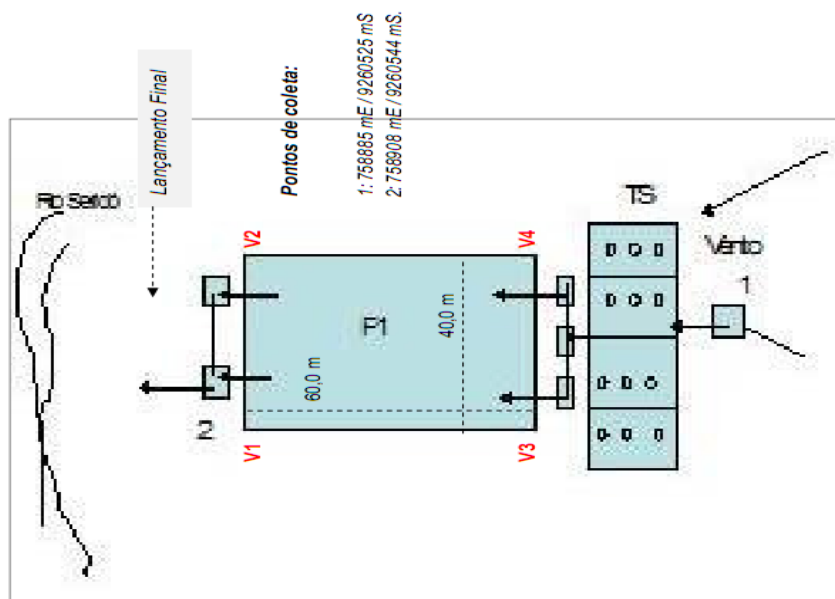 Rio Seridó
Lançamento Final
Pontos de coleta:
1: 758885 mE / 9260525 mS
2: 758908 mE / 9260544 mS.
V2
V4
TS
Vento
1
P1
60,0 m
40,0 m
2
V1
V3